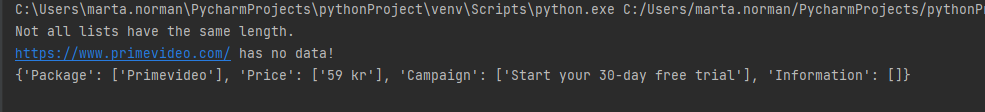 C:\Users\marta.norman\PycharmProjects\pythonProject\venv\Scripts\python.exe C:/Users/marta.norman/PycharmProjects/pythonPr
Not all lists have the same length.
https://www.primevideo.com/ has no data!
{'Package': ['Primevideo'], 'Price': ['59 kr'], 'Campaign': ['Start your 30-day free trial'], 'Information': []}